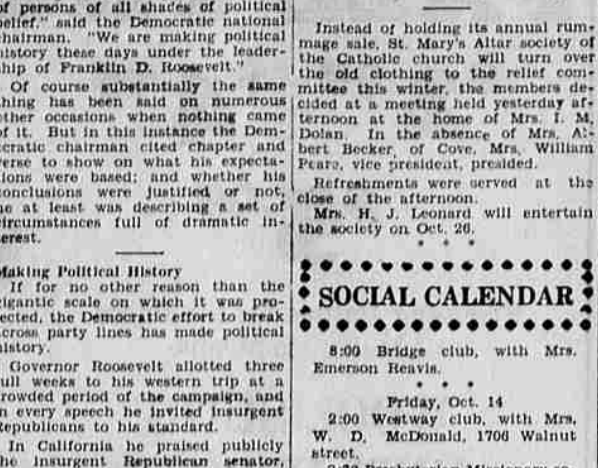 of persons of all shades of political
belief," said the Democratic national
chairman. "We are making political
history these days under the leader-
ship of Franklin D. Roosevelt."
Of course substantially the same
thing has been said on numerous
other occasions when nothing came
of it. But in this instance the Dem-
ocratic chairman cited chapter and
verse to show on what his expecta-
tions were based; and whether his
conclusions were justified or not,
he at least was describing a set of
circumstances full of dramatic in-
terest.
Making Political History
If for no other reason than the
gigantic scale on which it was pro-
jected, the Democratic effort to break
across party lines has made political
history.
Governor Roosevelt allotted three
full weeks to his western trip at a
crowded period of the campaign, and
in every speech he invited insurgent
Republicans to his standard.
In California he praised publicly
the insurgent Republican senator,
Instead of holding its annual rum-
mage sale, St. Mary's Altar society of
the Catholic church will turn over
the old clothing to the relief com-
mittee this winter, the members de-
cided at a meeting held yesterday af-
ternoon at the home of Mrs. I. M.
Dolan. In the absence of Mrs. Al-
bert Becker, of Cove, Mrs. William
Peare, vice president, presided.
Refreshments were served at the
close of the afternoon.
Mrs. H. J. Leonard will entertain
the society on Oct. 26.
* * *
SOCIAL CALENDAR
8:00 Bridge club, with Mrs.
Emerson Reavis.
* * *
Friday, Oct. 14
2:00 Westway club, with Mrs.
W. D. McDonald, 1706 Walnut
street.